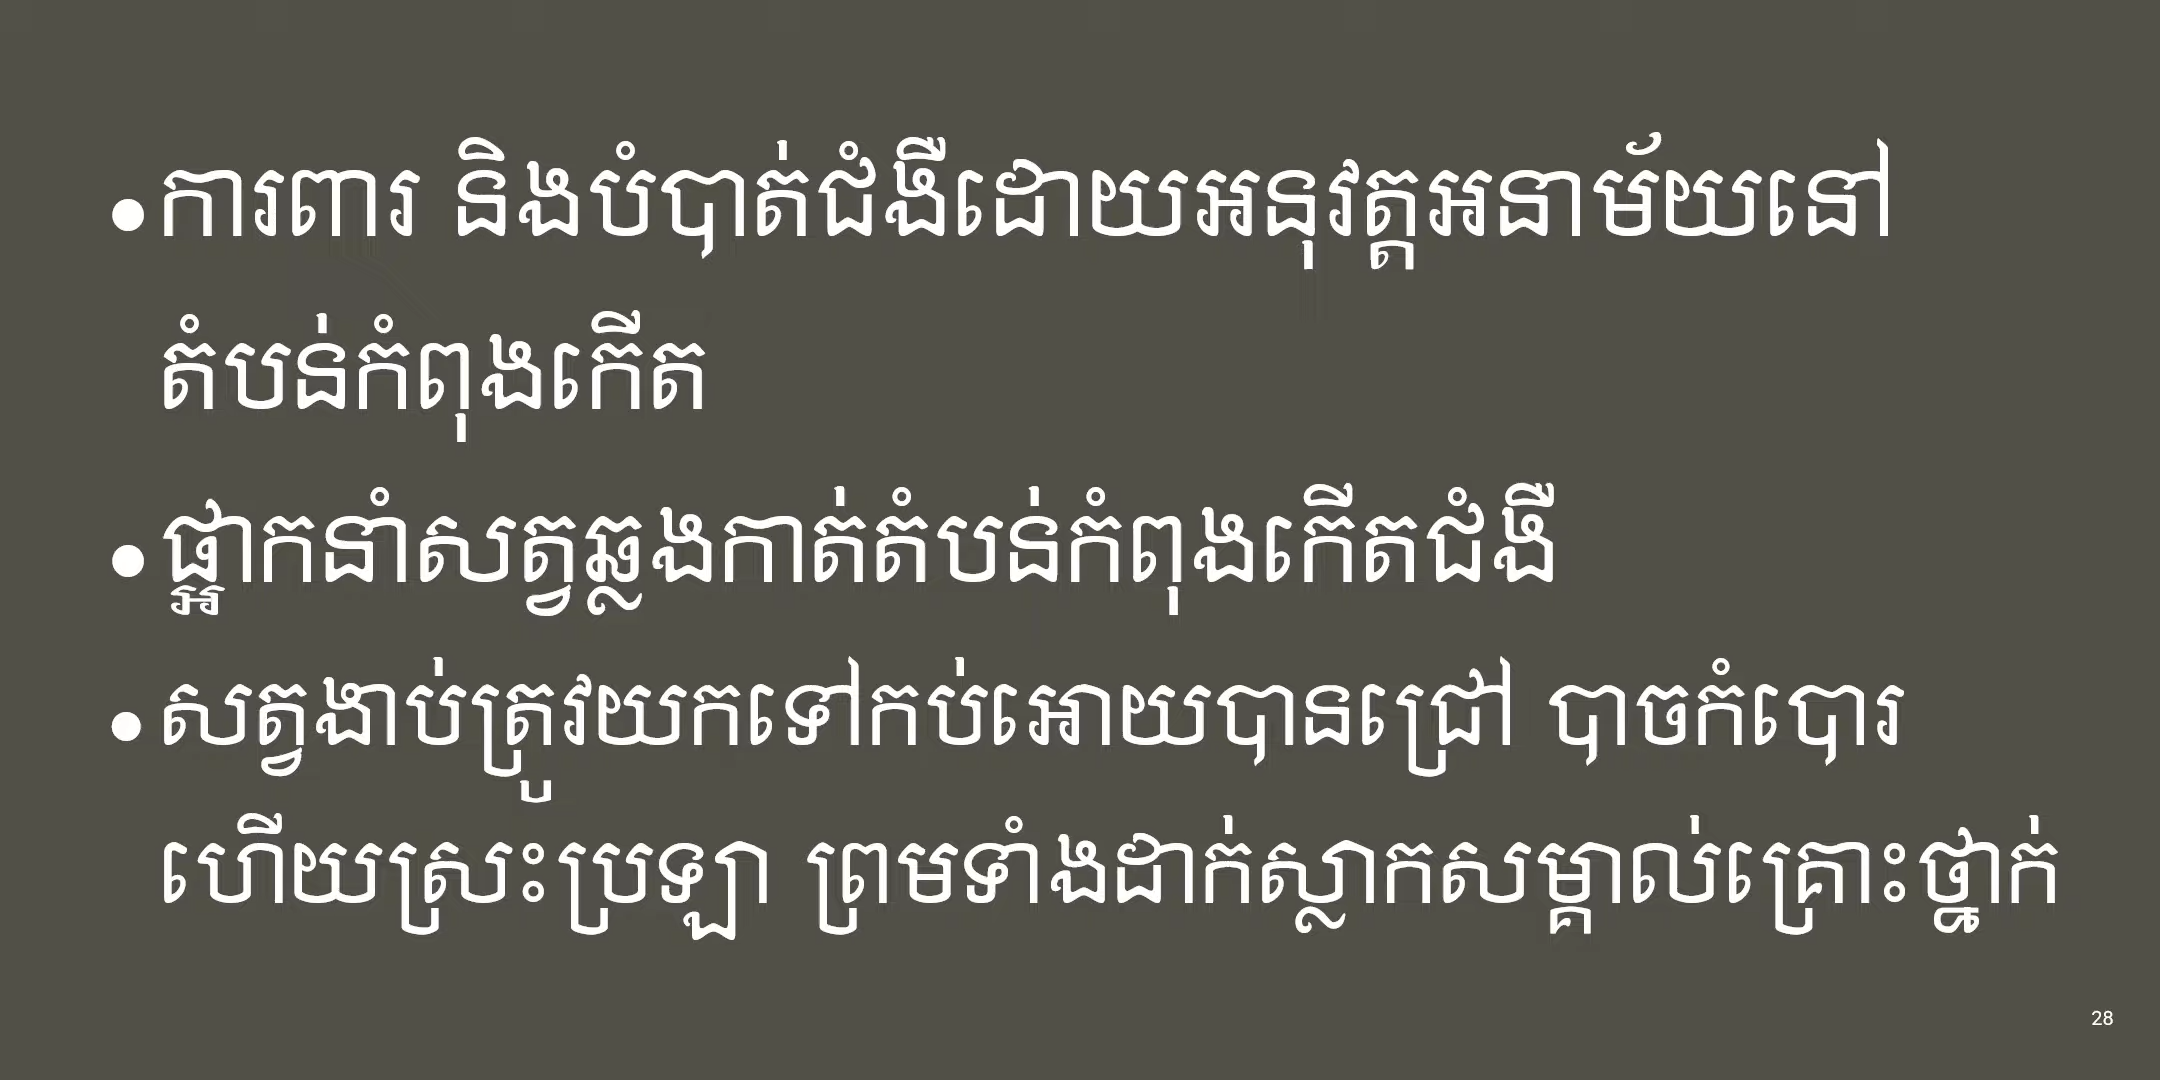 •ការពារ និងបំបាត់ជំងឺដោយអនុវត្តអនាម័យនៅ
តំបន់កំពុងកើត
•ផ្អាកនាំសត្វឆ្លងកាត់តំបន់កំពុងកើតជំងឺ
•សត្វងាប់ត្រូវយកទៅកប់អោយបានជ្រៅ បាចកំបោរ
ហើយស្រះប្រឡា ព្រមទាំងដាក់ស្លាកសម្គាល់គ្រោះថ្នាក់
28